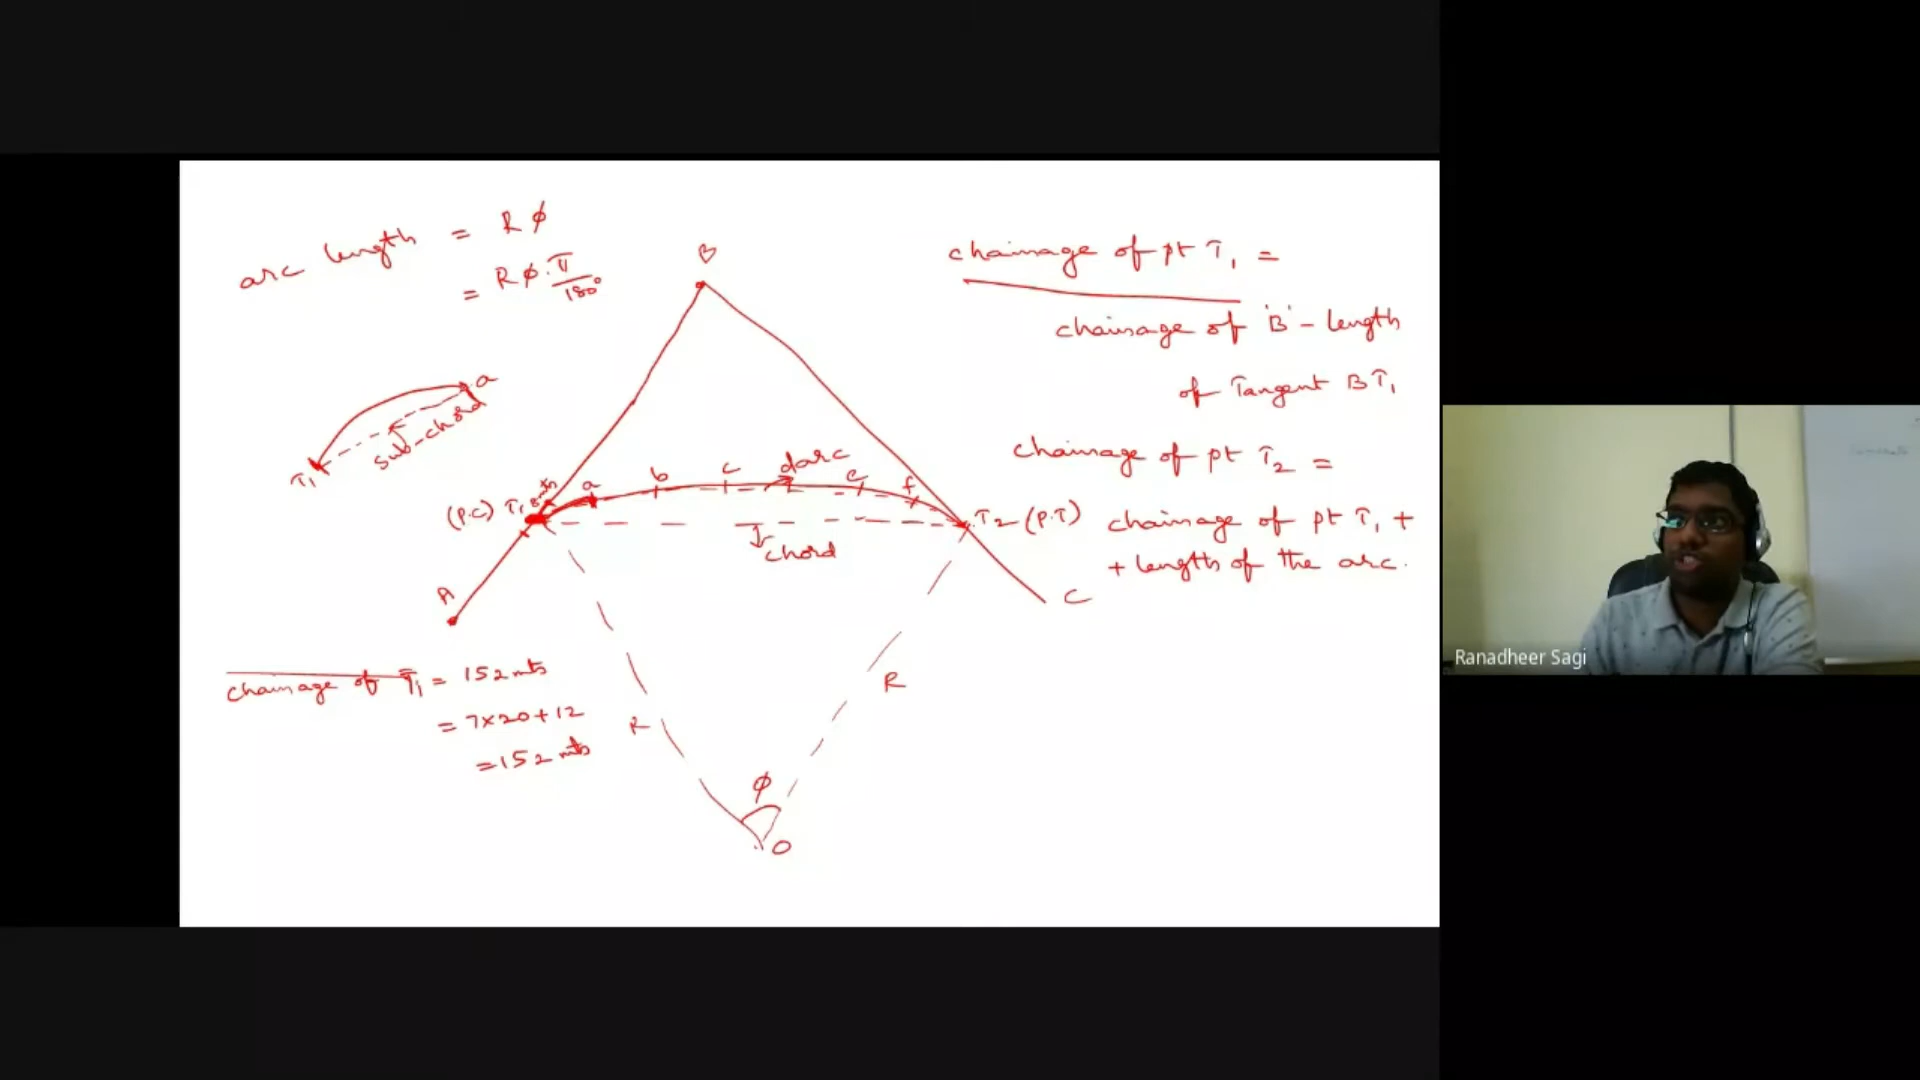 arc length = Rϕ
= Rϕ·π/180°
B
chainage of pt T₁ =
chainage of 'B' - length
of Tangent BT₁
chainage of pt T₂ =
chainage of pt T₁ +
+ length of the arc.
a
sub-chord
T₁
(P.C) T₁ 8mts a b c d arc e f T₂ (P.T)
chord
A
C
chainage of T₁ = 152 mts
= 7x20+12
= 152 mts
R
R
ϕ
O
Ranadheer Sagi